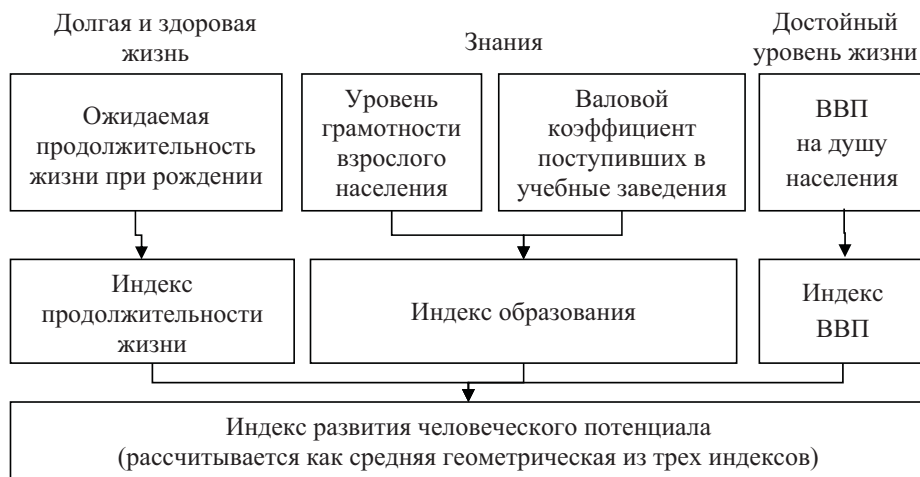 Долгая и здоровая
жизнь
Знания
Достойный
уровень жизни
Ожидаемая
продолжительность
жизни при рождении
Уровень
грамотности
взрослого
населения
Валовой
коэффициент
поступивших в
учебные заведения
ВВП
на душу
населения
Индекс
продолжительности
жизни
Индекс образования
Индекс
ВВП
Индекс развития человеческого потенциала
(рассчитывается как средняя геометрическая из трех индексов)